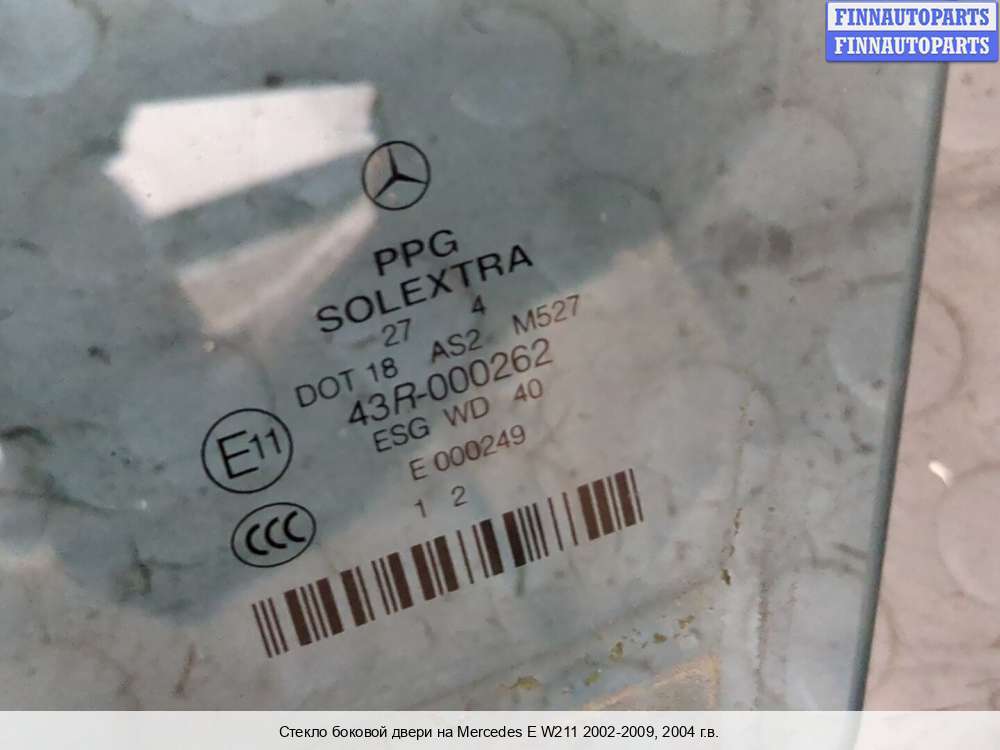 FINNAUTOPARTS
FINNAUTOPARTS
PPG
SOLEXTRA
27 4
DOT 18 AS2 M527
43R-000262
ESG WD 40
E11
E 000249
1 2
CCC
Стекло боковой двери на Mercedes E W211 2002-2009, 2004 г.в.